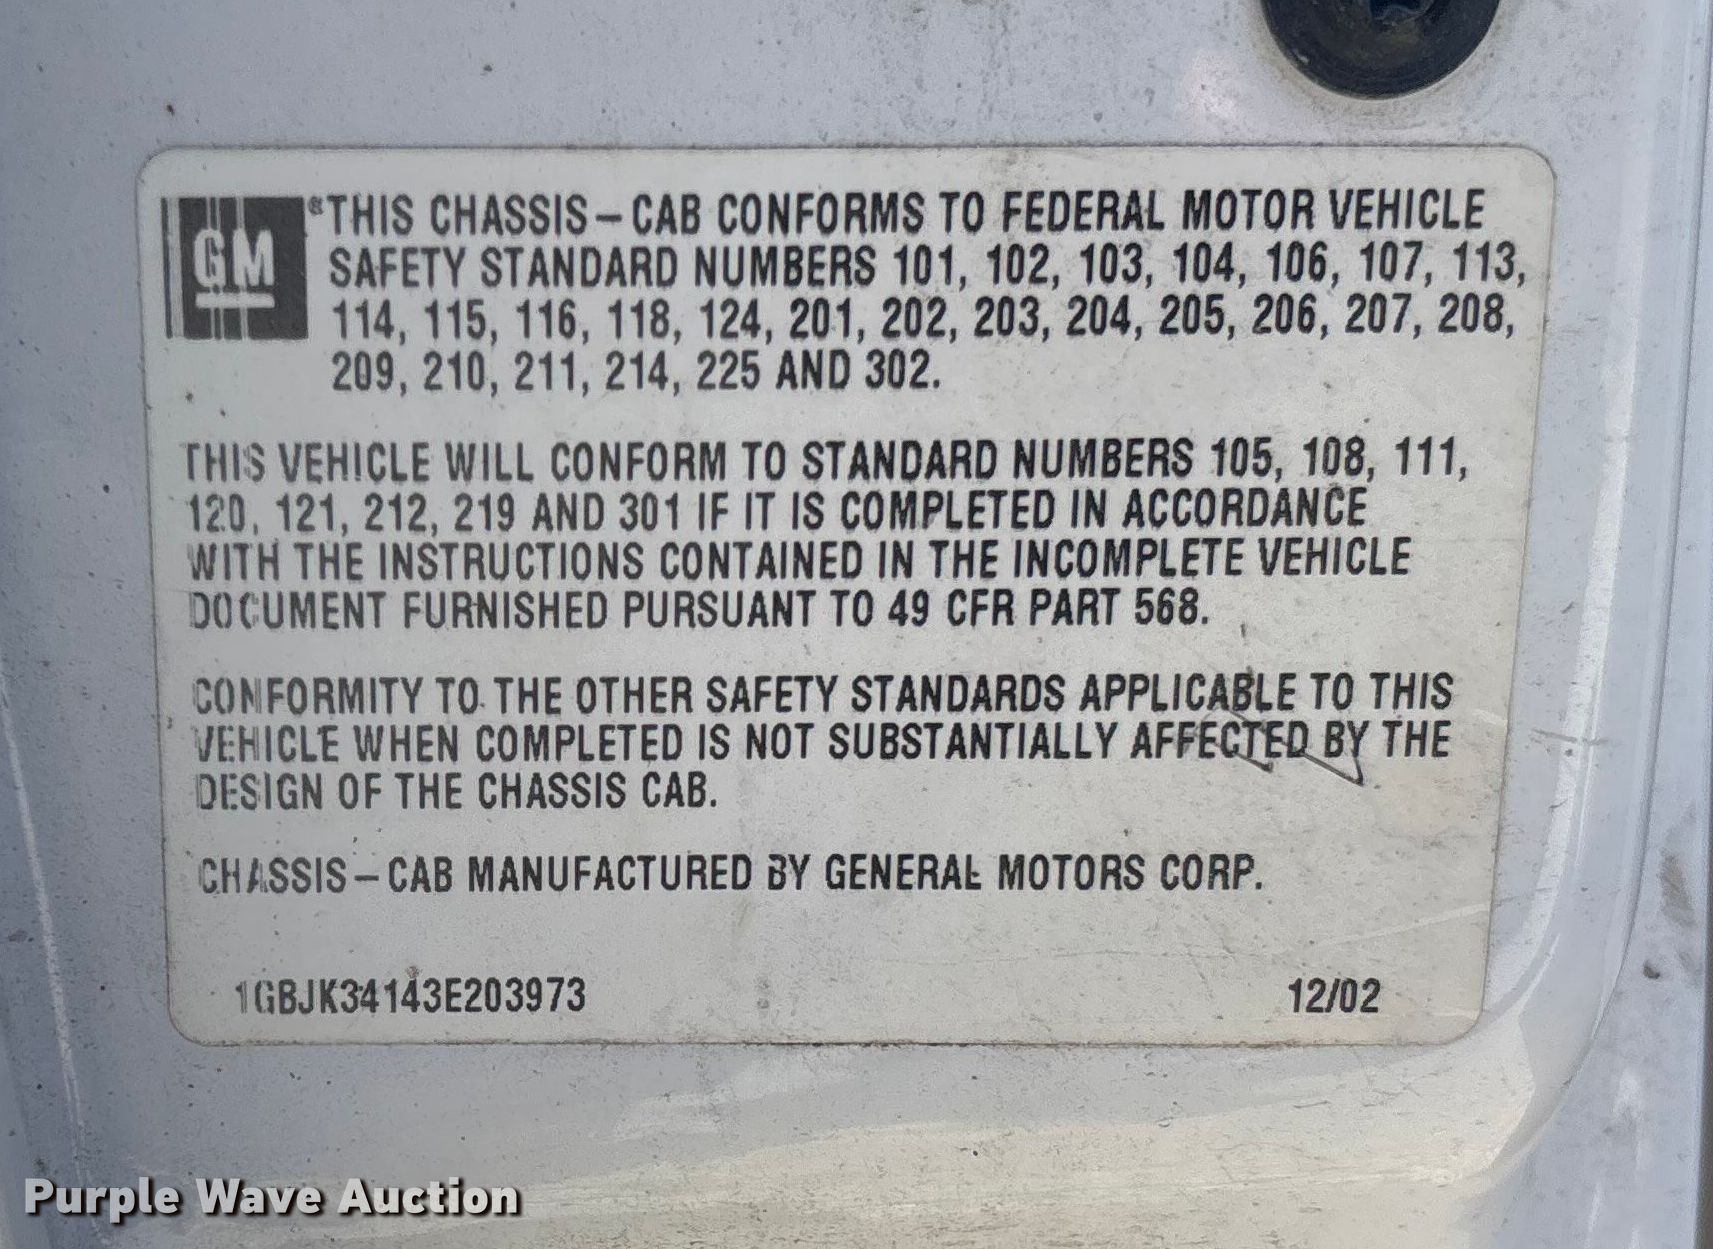 GM ® THIS CHASSIS – CAB CONFORMS TO FEDERAL MOTOR VEHICLE
SAFETY STANDARD NUMBERS 101, 102, 103, 104, 106, 107, 113,
114, 115, 116, 118, 124, 201, 202, 203, 204, 205, 206, 207, 208,
209, 210, 211, 214, 225 AND 302.
THIS VEHICLE WILL CONFORM TO STANDARD NUMBERS 105, 108, 111,
120, 121, 212, 219 AND 301 IF IT IS COMPLETED IN ACCORDANCE
WITH THE INSTRUCTIONS CONTAINED IN THE INCOMPLETE VEHICLE
DOCUMENT FURNISHED PURSUANT TO 49 CFR PART 568.
CONFORMITY TO THE OTHER SAFETY STANDARDS APPLICABLE TO THIS
VEHICLE WHEN COMPLETED IS NOT SUBSTANTIALLY AFFECTED BY THE
DESIGN OF THE CHASSIS CAB.
CHASSIS – CAB MANUFACTURED BY GENERAL MOTORS CORP.
1GBJK34143E203973 12/02
Purple Wave Auction